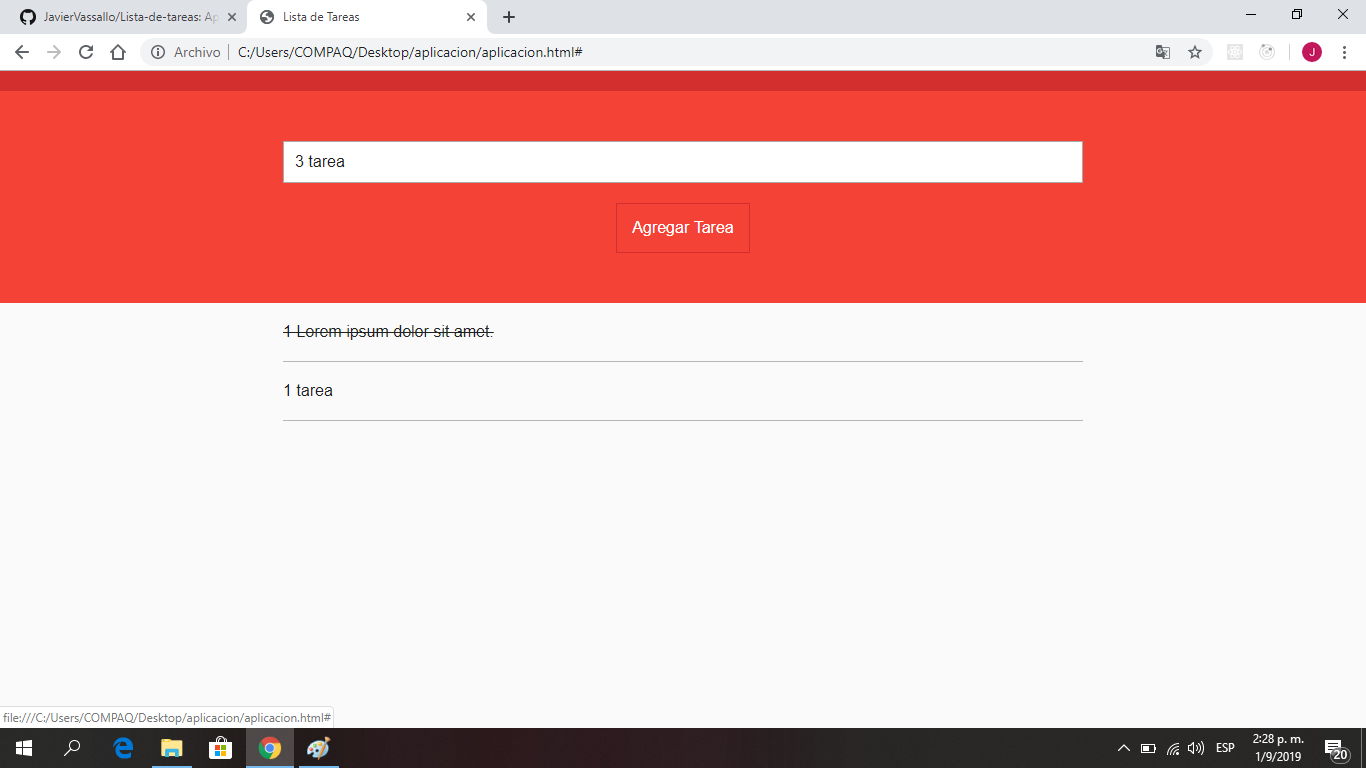 JavierVassallo/Lista-de-tareas: Ap
Lista de Tareas
Archivo
C:/Users/COMPAQ/Desktop/aplicacion/aplicacion.html#
J
3 tarea
Agregar Tarea
1 Lorem ipsum dolor sit amet.
1 tarea
file:///C:/Users/COMPAQ/Desktop/aplicacion/aplicacion.html#
ESP
2:28 p. m.
1/9/2019
20